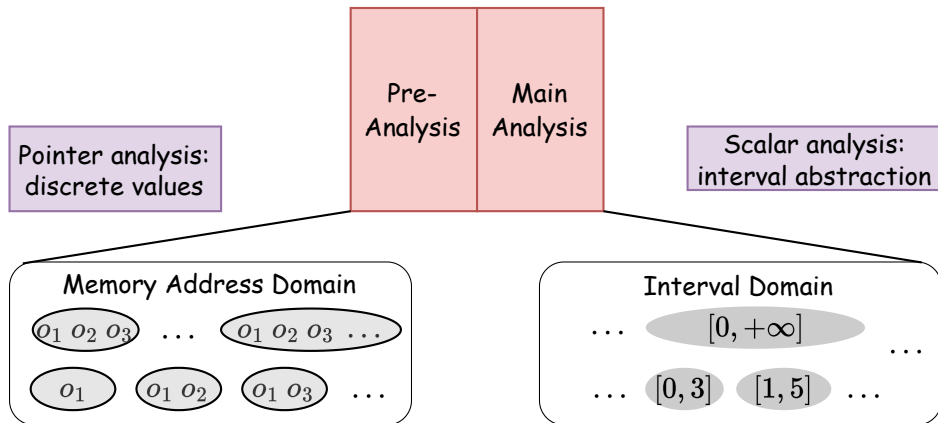 Pre-
Analysis
Main
Analysis
Pointer analysis:
discrete values
Scalar analysis:
interval abstraction
Memory Address Domain
o₁ o₂ o₃ ... o₁ o₂ o₃ ...
o₁ o₁ o₂ o₁ o₃ ...
Interval Domain
... [0, +∞] ...
... [0, 3] [1, 5] ...